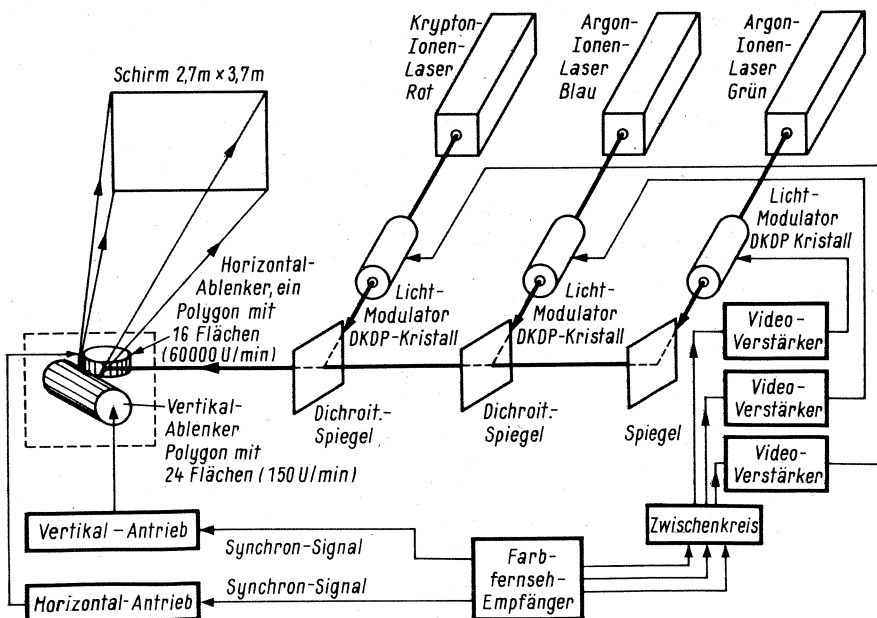 Krypton-
Ionen-
Laser
Rot
Argon-
Ionen-
Laser
Blau
Argon-
Ionen-
Laser
Grün
Schirm 2,7m × 3,7m
Licht-
Modulator
DKDP Kristall
Horizontal-
Ablenker, ein
Polygon mit
16 Flächen
(60000 U/min)
Licht-
Modulator
DKDP-Kristall
Licht-
Modulator
DKDP-Kristall
Video-
Verstärker
Video-
Verstärker
Video-
Verstärker
Dichroit.-
Spiegel
Dichroit.-
Spiegel
Spiegel
Vertikal-
Ablenker
Polygon mit
24 Flächen (150 U/min)
Vertikal-Antrieb
Synchron-Signal
Zwischenkreis
Farb-
fernseh-
Empfänger
Synchron-Signal
Horizontal-Antrieb